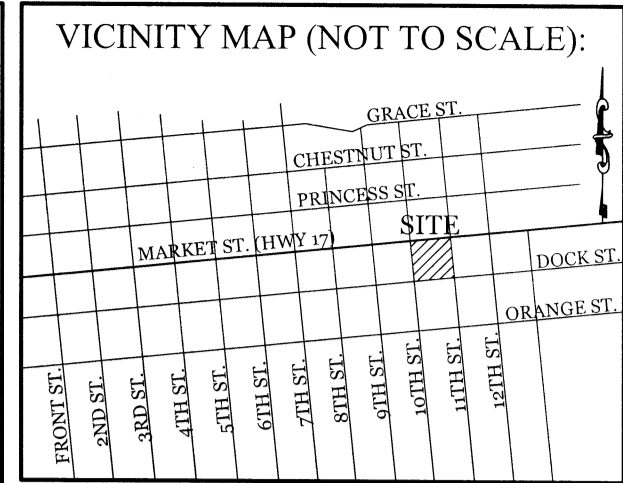 VICINITY MAP (NOT TO SCALE):
GRACE ST.
CHESTNUT ST.
PRINCESS ST.
SITE
MARKET ST. (HWY 17)
DOCK ST.
ORANGE ST.
FRONT ST.
2ND ST.
3RD ST.
4TH ST.
5TH ST.
6TH ST.
7TH ST.
8TH ST.
9TH ST.
10TH ST.
11TH ST.
12TH ST.